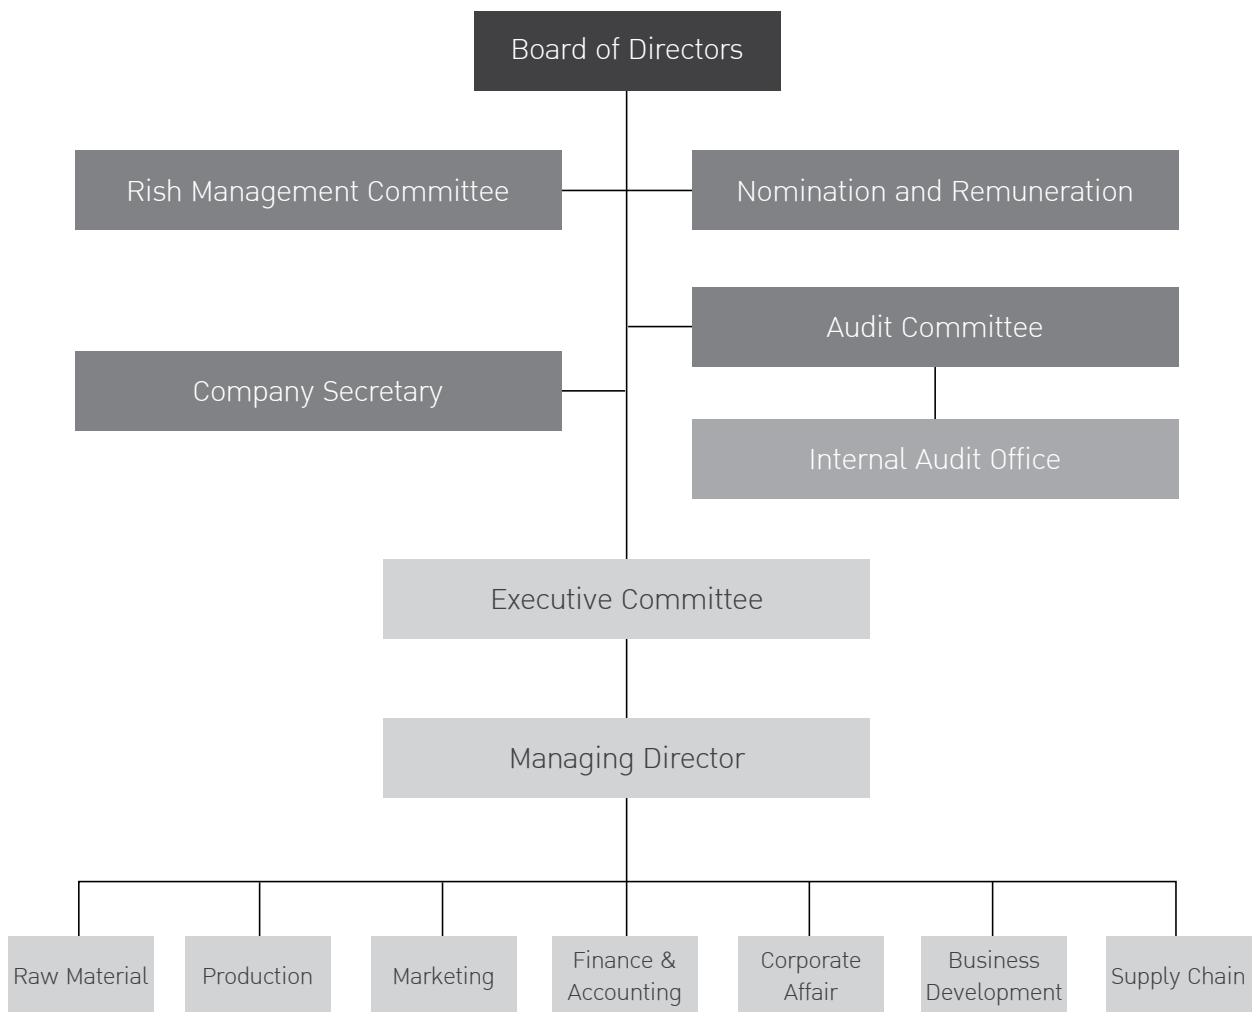 Board of Directors
Rish Management Committee
Nomination and Remuneration
Audit Committee
Company Secretary
Internal Audit Office
Executive Committee
Managing Director
Raw Material
Production
Marketing
Finance &
Accounting
Corporate
Affair
Business
Development
Supply Chain